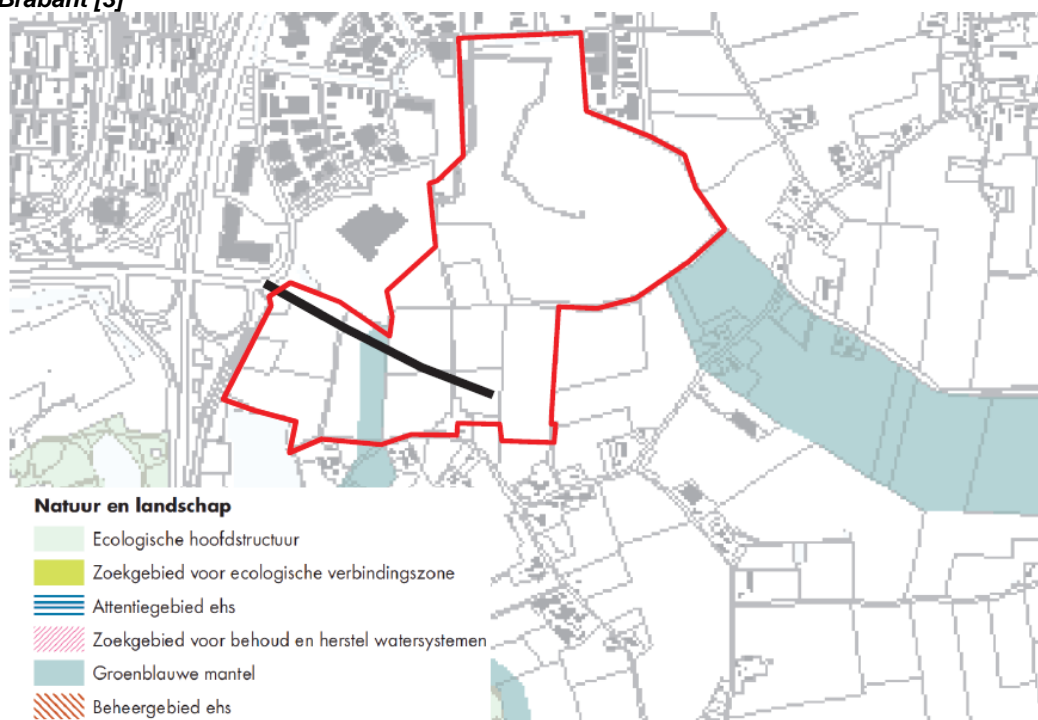 Brabant [3]
Natuur en landschap
Ecologische hoofdstructuur
Zoekgebied voor ecologische verbindingszone
Attentiegebied ehs
Zoekgebied voor behoud en herstel watersystemen
Groenblauwe mantel
Beheergebied ehs